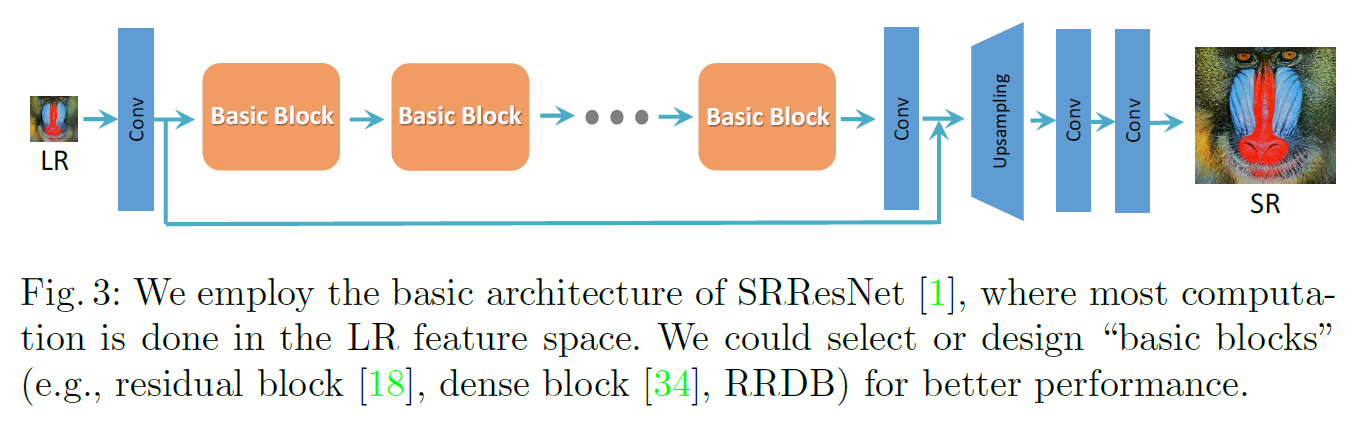 LR
Conv
Basic Block
Basic Block
Basic Block
Conv
Upsampling
Conv
Conv
SR
Fig. 3: We employ the basic architecture of SRResNet [1], where most computa-
tion is done in the LR feature space. We could select or design “basic blocks”
(e.g., residual block [18], dense block [34], RRDB) for better performance.